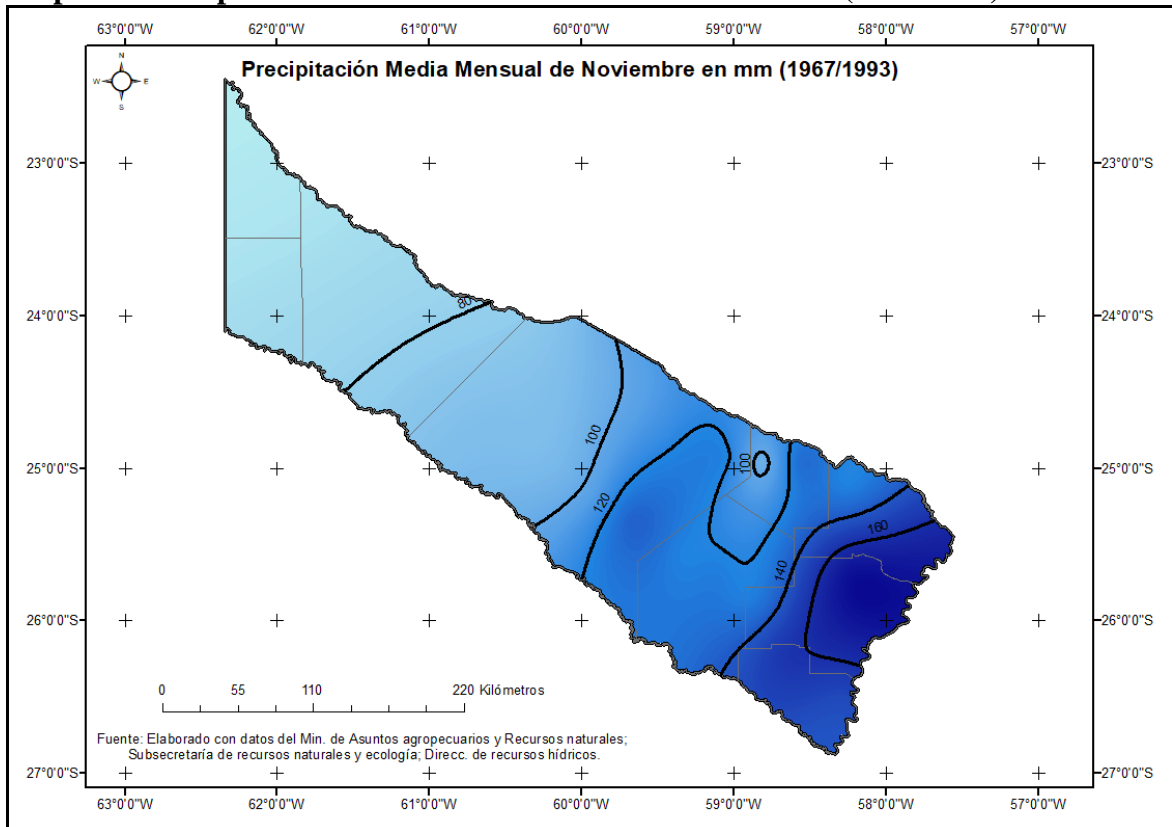 63°0'0"W 62°0'0"W 61°0'0"W 60°0'0"W 59°0'0"W 58°0'0"W 57°0'0"W
N
W E
S
Precipitación Media Mensual de Noviembre en mm (1967/1993)
23°0'0"S 23°0'0"S
80
24°0'0"S 24°0'0"S
100
100
25°0'0"S 25°0'0"S
120
160
140
26°0'0"S 26°0'0"S
0 55 110 220 Kilómetros
Fuente: Elaborado con datos del Min. de Asuntos agropecuarios y Recursos naturales;
Subsecretaría de recursos naturales y ecología; Direcc. de recursos hídricos.
27°0'0"S 27°0'0"S
63°0'0"W 62°0'0"W 61°0'0"W 60°0'0"W 59°0'0"W 58°0'0"W 57°0'0"W